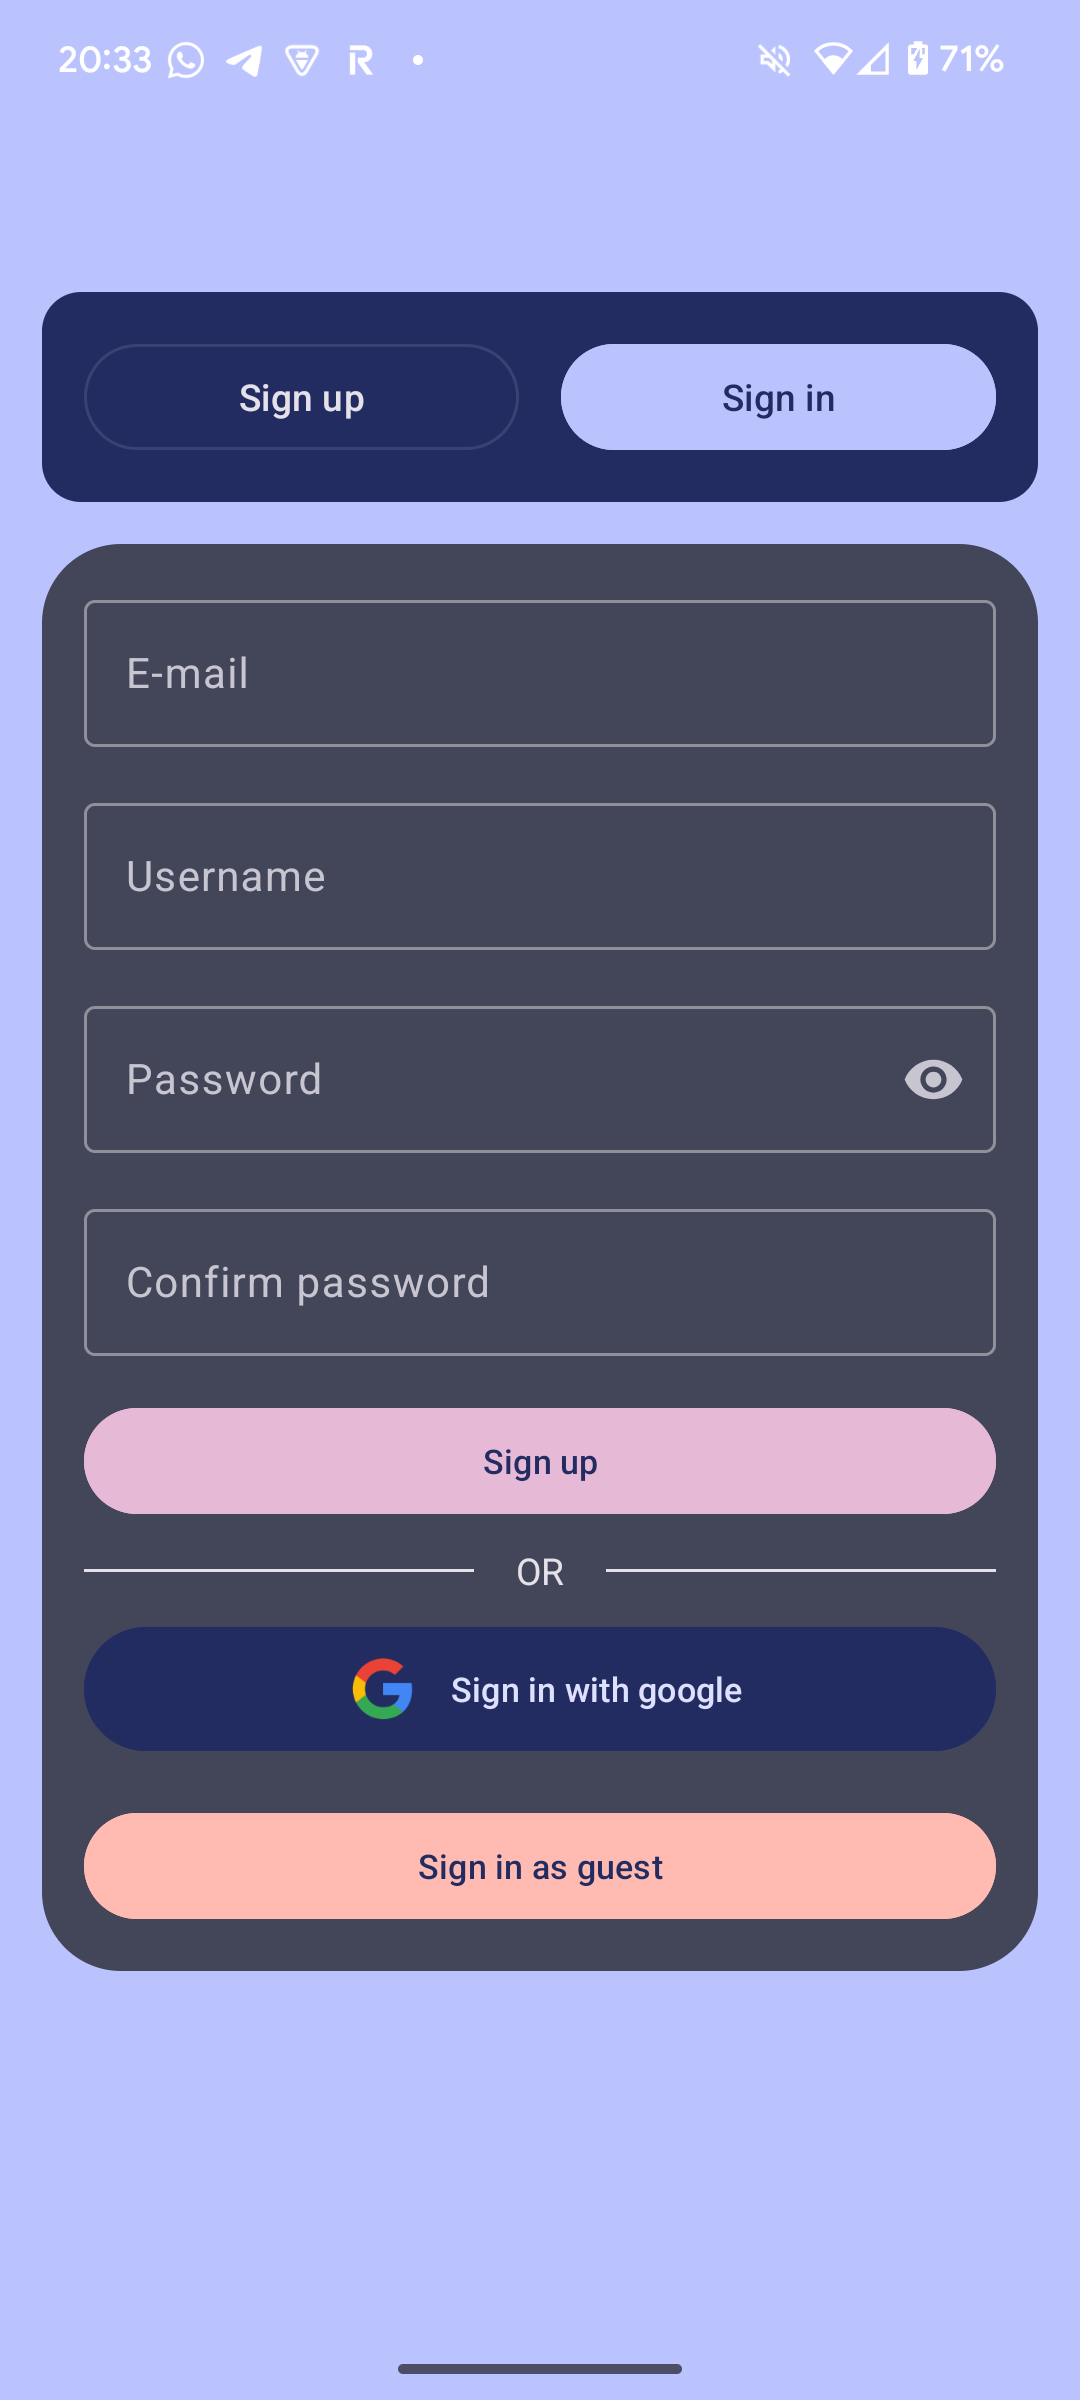 20:33 71%
Sign up Sign in
E-mail
Username
Password
Confirm password
Sign up
OR
Sign in with google
Sign in as guest